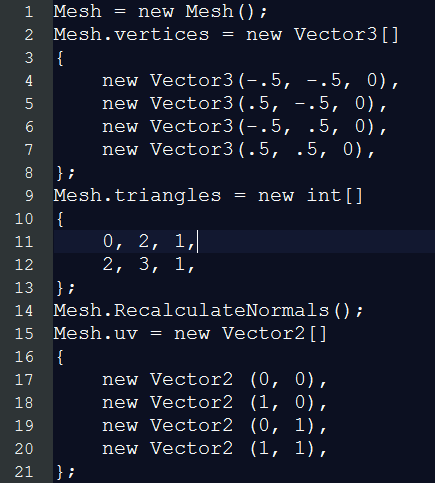 1 Mesh = new Mesh();
2 Mesh.vertices = new Vector3[]
3 {
4     new Vector3(-.5, -.5, 0),
5     new Vector3(.5, -.5, 0),
6     new Vector3(-.5, .5, 0),
7     new Vector3(.5, .5, 0),
8 };
9 Mesh.triangles = new int[]
10 {
11     0, 2, 1,
12     2, 3, 1,
13 };
14 Mesh.RecalculateNormals();
15 Mesh.uv = new Vector2[]
16 {
17     new Vector2 (0, 0),
18     new Vector2 (1, 0),
19     new Vector2 (0, 1),
20     new Vector2 (1, 1),
21 };